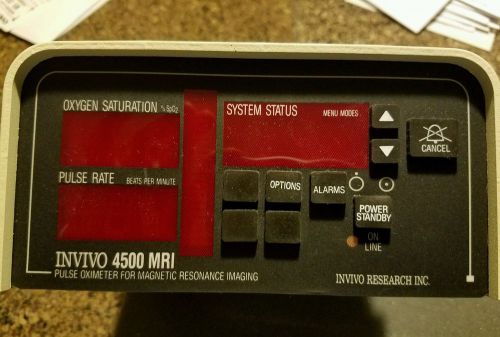 OXYGEN SATURATION % SpO2
SYSTEM STATUS MENU MODES
CANCEL
PULSE RATE BEATS PER MINUTE
OPTIONS
ALARMS
POWER
STANDBY
ON
LINE
INVIVO 4500 MRI
PULSE OXIMETER FOR MAGNETIC RESONANCE IMAGING
INVIVO RESEARCH INC.